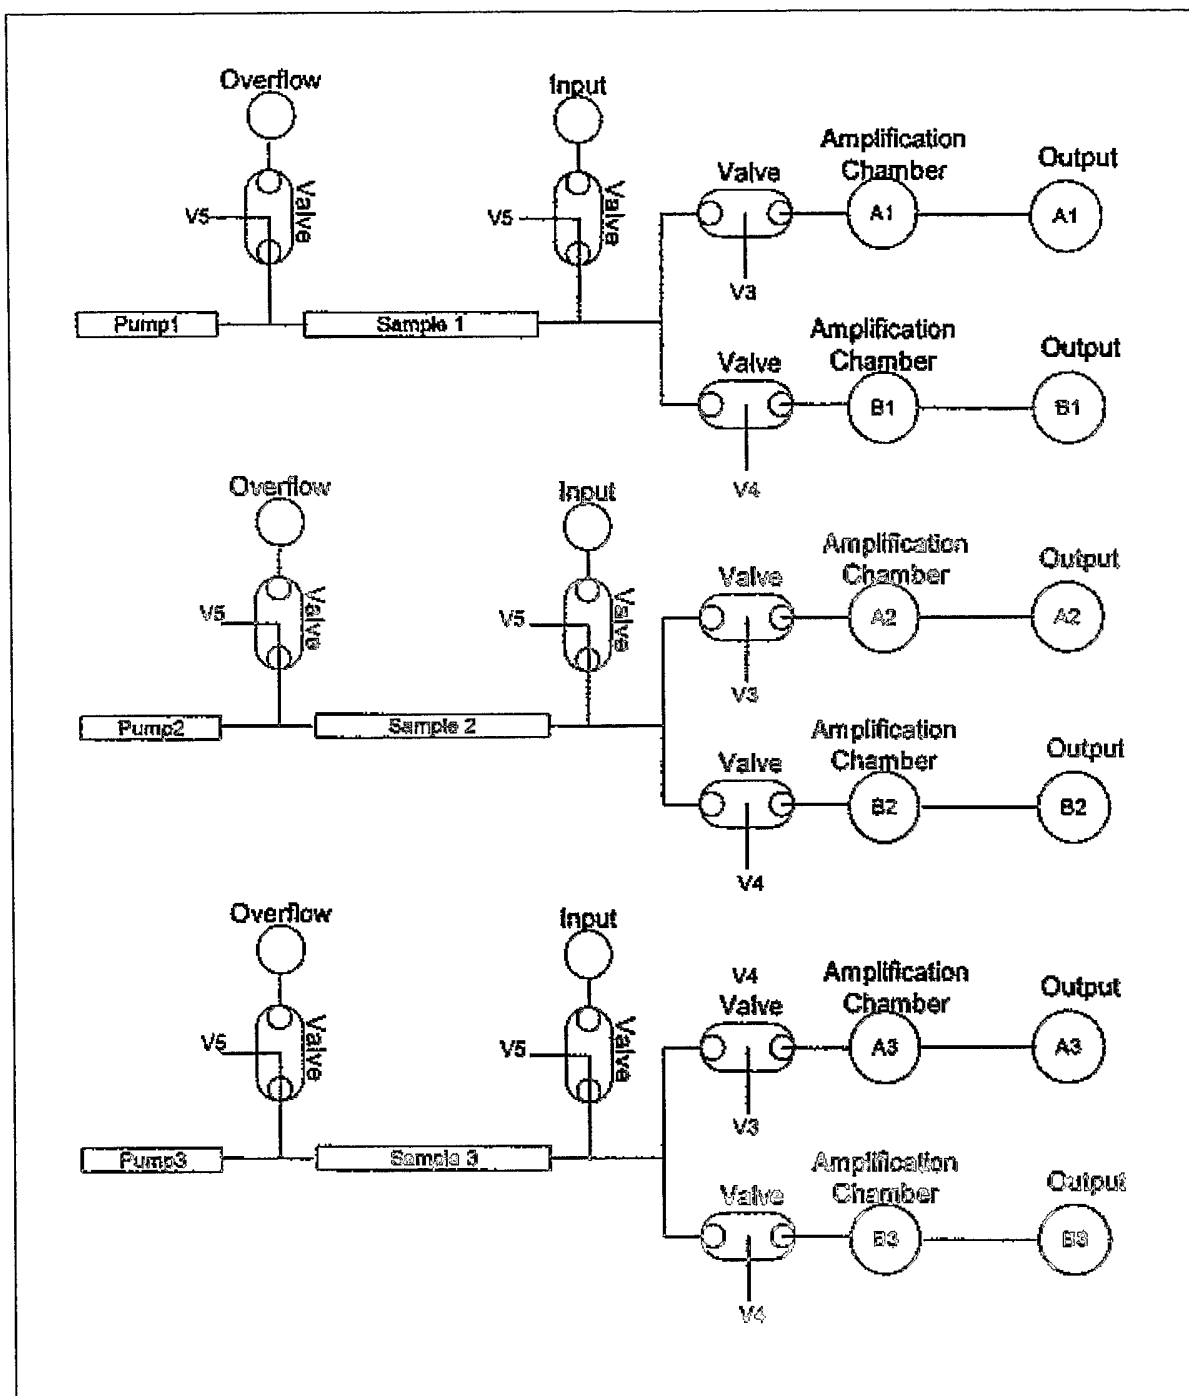 Overflow
Input
Amplification
Chamber
Output
Valve
Valve
Valve
V5
V5
A1
A1
V3
Pump1
Sample 1
Amplification
Chamber
Output
Valve
B1
B1
V4
Overflow
Input
Amplification
Chamber
Output
Valve
Valve
Valve
V5
V5
A2
A2
V3
Pump2
Sample 2
Amplification
Chamber
Output
Valve
B2
B2
V4
Overflow
Input
V4
Valve
Amplification
Chamber
Output
Valve
Valve
V5
V5
A3
A3
V3
Pump3
Sample 3
Amplification
Chamber
Output
Valve
B3
B3
V4